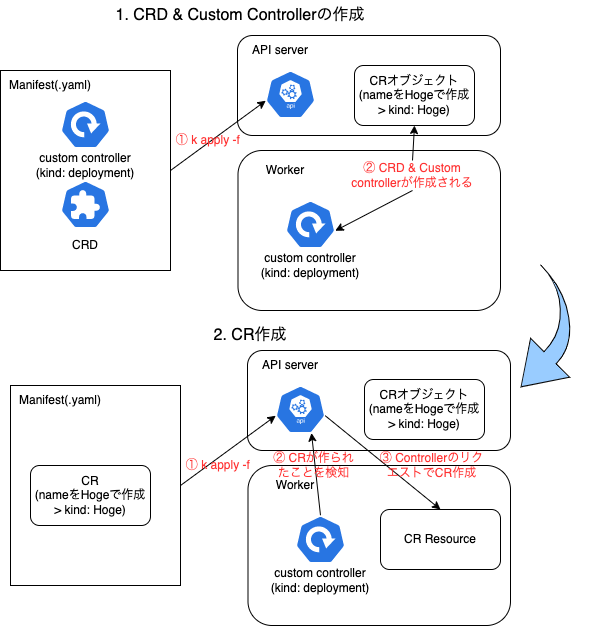 1. CRD & Custom Controllerの作成
API server
Manifest(.yaml)
api
CRオブジェクト
(nameをHogeで作成
> kind: Hoge)
① k apply -f
custom controller
(kind: deployment)
Worker
② CRD & Custom
controllerが作成される
CRD
custom controller
(kind: deployment)
2. CR作成
API server
Manifest(.yaml)
api
CRオブジェクト
(nameをHogeで作成
> kind: Hoge)
① k apply -f
② CRが作られ
たことを検知
③ Controllerのリク
エストでCR作成
CR
(nameをHogeで作成
> kind: Hoge)
Worker
CR Resource
custom controller
(kind: deployment)